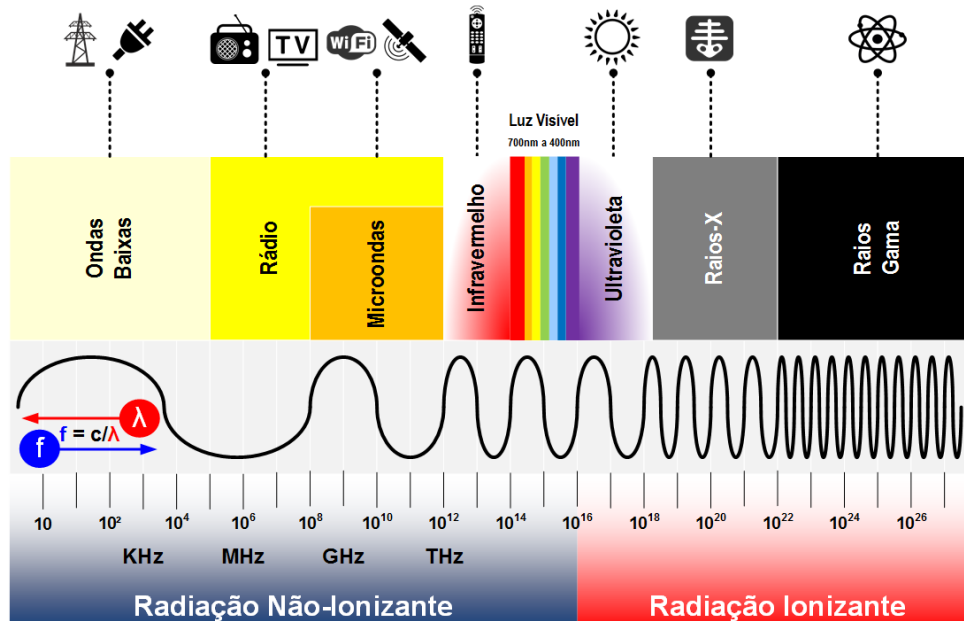 TV
WiFi
Luz Visivel
700nm a 400nm
Ondas
Baixas
Rádio
Microondas
Infravermelho
Ultravioleta
Raios-X
Raios
Gama
λ
f = c/λ
f
10 10² 10⁴ 10⁶ 10⁸ 10¹⁰ 10¹² 10¹⁴ 10¹⁶ 10¹⁸ 10²⁰ 10²² 10²⁴ 10²⁶
KHz MHz GHz THz
Radiação Não-Ionizante Radiação Ionizante